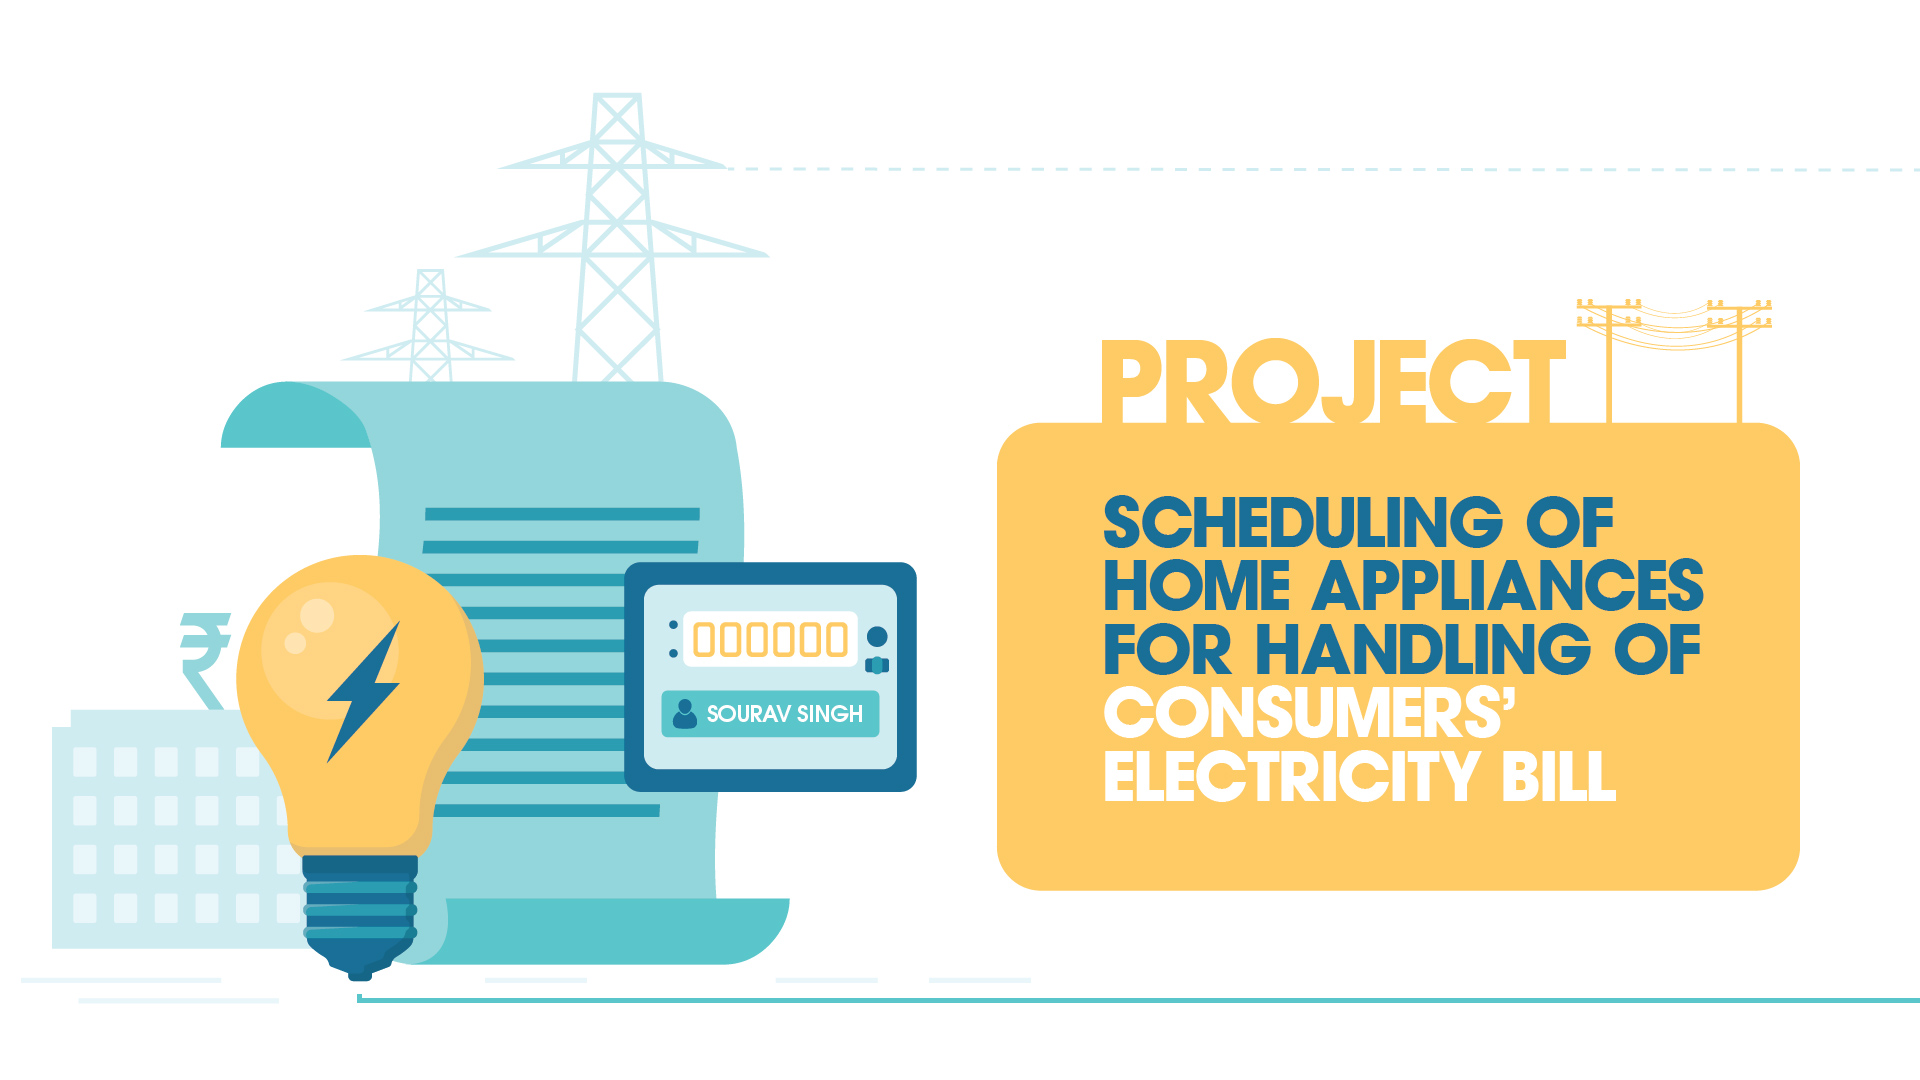 ₹
000000
SOURAV SINGH
PROJECT
SCHEDULING OF
HOME APPLIANCES
FOR HANDLING OF
CONSUMERS’
ELECTRICITY BILL